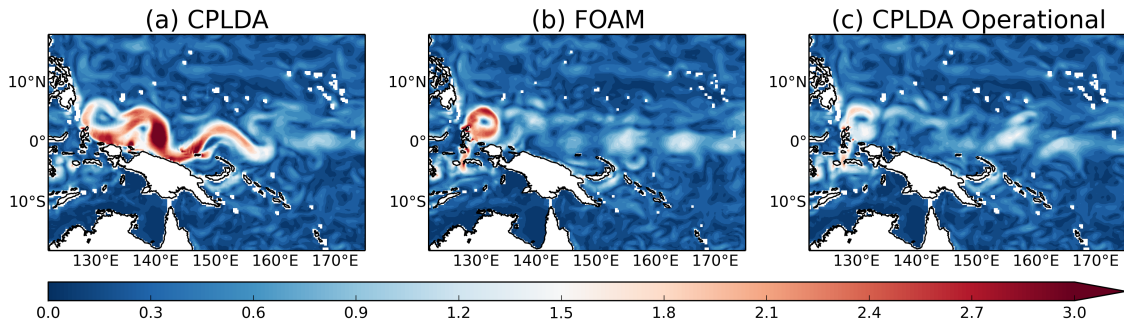 (a) CPLDA (b) FOAM (c) CPLDA Operational
10°N 10°N 10°N
0° 0° 0°
10°S 10°S 10°S
130°E 140°E 150°E 160°E 170°E 130°E 140°E 150°E 160°E 170°E 130°E 140°E 150°E 160°E 170°E
0.0 0.3 0.6 0.9 1.2 1.5 1.8 2.1 2.4 2.7 3.0